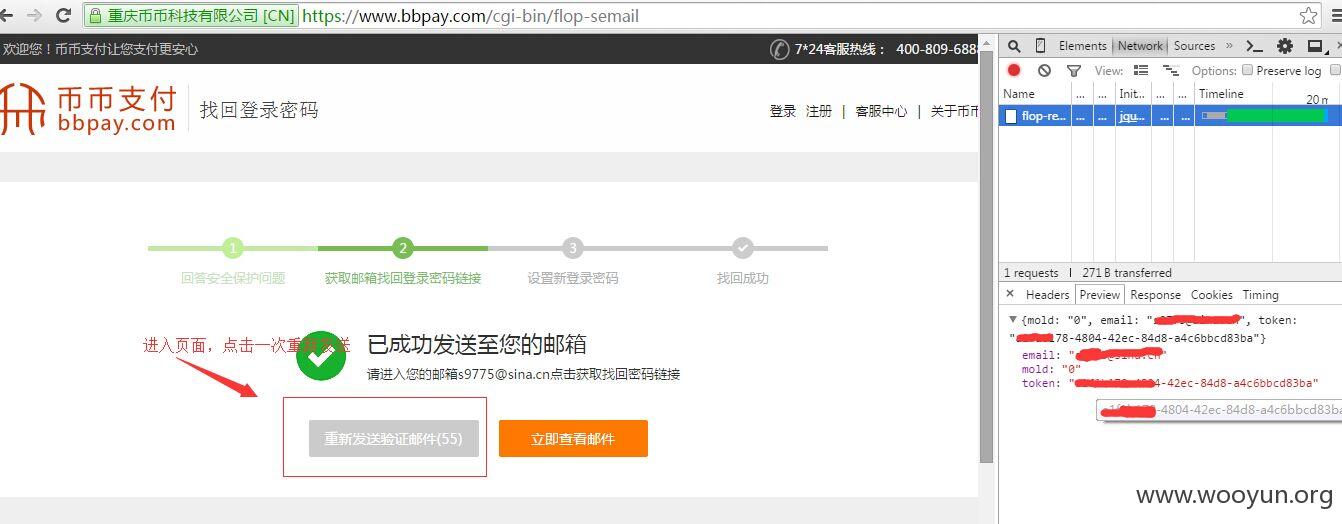 重庆币币科技有限公司 [CN] https://www.bbpay.com/cgi-bin/flop-semail
欢迎您！币币支付让您支付更安心
7*24客服热线： 400-809-6888
币币支付
bbpay.com
找回登录密码
登录 注册 | 客服中心 | 关于币币
1 2 3
回答安全保护问题 获取邮箱找回登录密码链接 设置新登录密码 找回成功
进入页面，点击一次重新发送
已成功发送至您的邮箱
请进入您的邮箱s9775@sina.cn点击获取找回密码链接
重新发送验证邮件(55) 立即查看邮件
Elements Network Sources »
View: Options: Preserve log
Name ... ... Init... ... ... Timeline
20 m
flop-re... ... ... jqu... ... ...
1 requests | 271 B transferred
× Headers Preview Response Cookies Timing
{mold: "0", email: " ", token:
" 178-4804-42ec-84d8-a4c6bbcd83ba"}
email: " "
mold: "0"
token: " -42ec-84d8-a4c6bbcd83ba"
-4804-42ec-84d8-a4c6bbcd83ba
www.wooyun.org